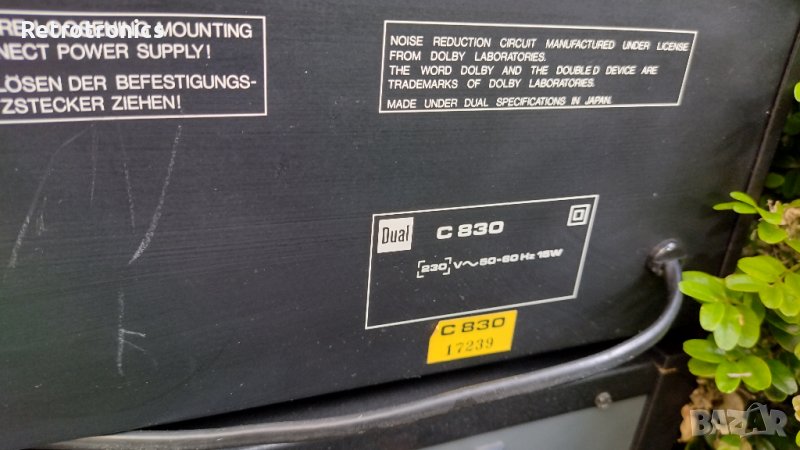 Retrotronics
LOOSENING MOUNTING
NECT POWER SUPPLY!
LÖSEN DER BEFESTIGUNGS-
ZSTECKER ZIEHEN!
NOISE REDUCTION CIRCUIT MANUFACTURED UNDER LICENSE
FROM DOLBY LABORATORIES.
THE WORD DOLBY AND THE DOUBLE D DEVICE ARE
TRADEMARKS OF DOLBY LABORATORIES.
MADE UNDER DUAL SPECIFICATIONS IN JAPAN.
Dual C 830
[230] V~50-60 Hz 15W
C 830
17239
BAZAR